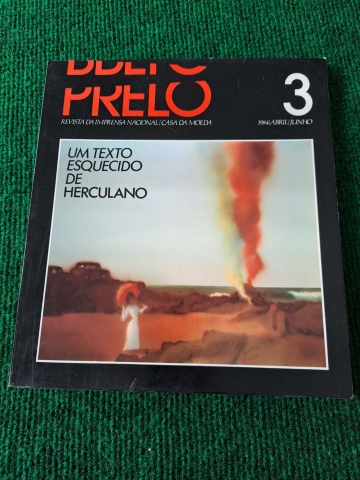 PRELO
3
REVISTA DA IMPRENSA NACIONAL/CASA DA MOEDA
1984/ABRIL/JUNHO
UM TEXTO
ESQUECIDO
DE
HERCULANO